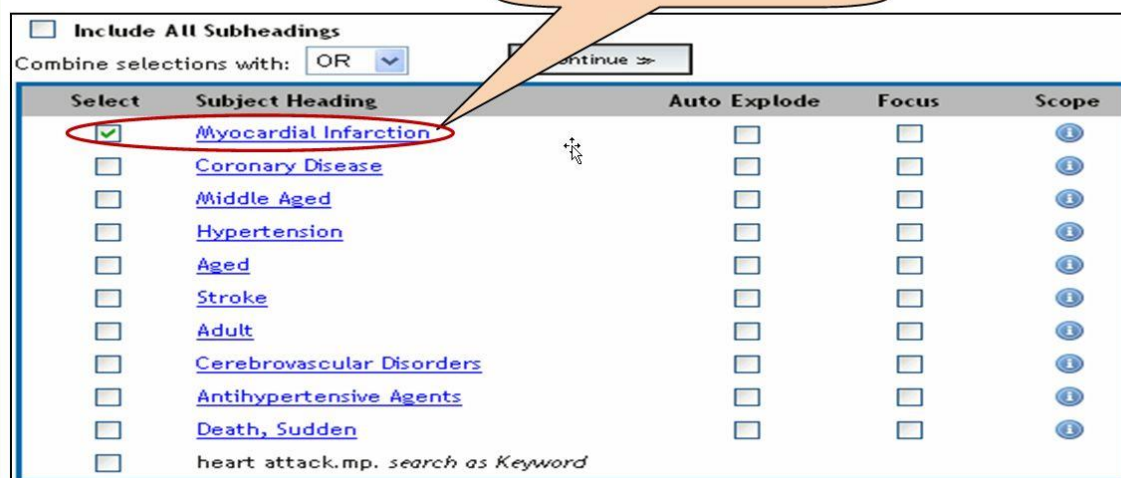 Include All Subheadings
Combine selections with: OR ontinue >>
Select Subject Heading Auto Explode Focus Scope
Myocardial Infarction
Coronary Disease
Middle Aged
Hypertension
Aged
Stroke
Adult
Cerebrovascular Disorders
Antihypertensive Agents
Death, Sudden
heart attack.mp. search as Keyword